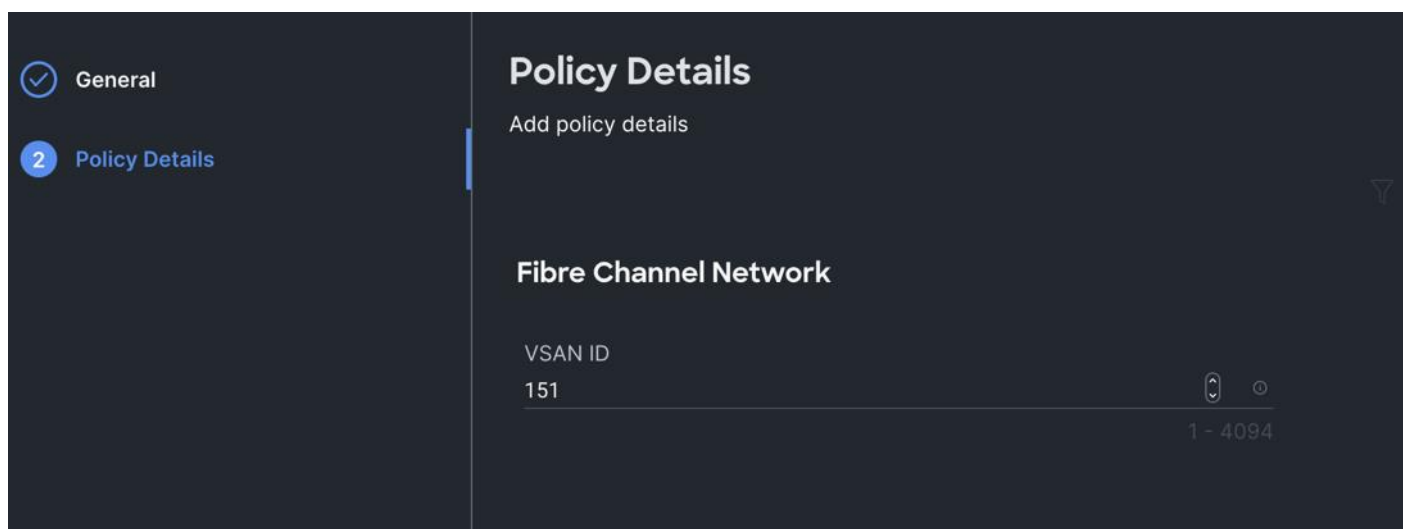 General
2 Policy Details
Policy Details
Add policy details
Fibre Channel Network
VSAN ID
151
1 - 4094